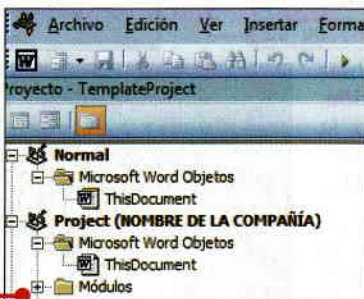 Archivo Edición Ver Insertar Forma
royecto - TemplateProject
Normal
Microsoft Word Objetos
ThisDocument
Project (NOMBRE DE LA COMPAÑÍA)
Microsoft Word Objetos
ThisDocument
Módulos